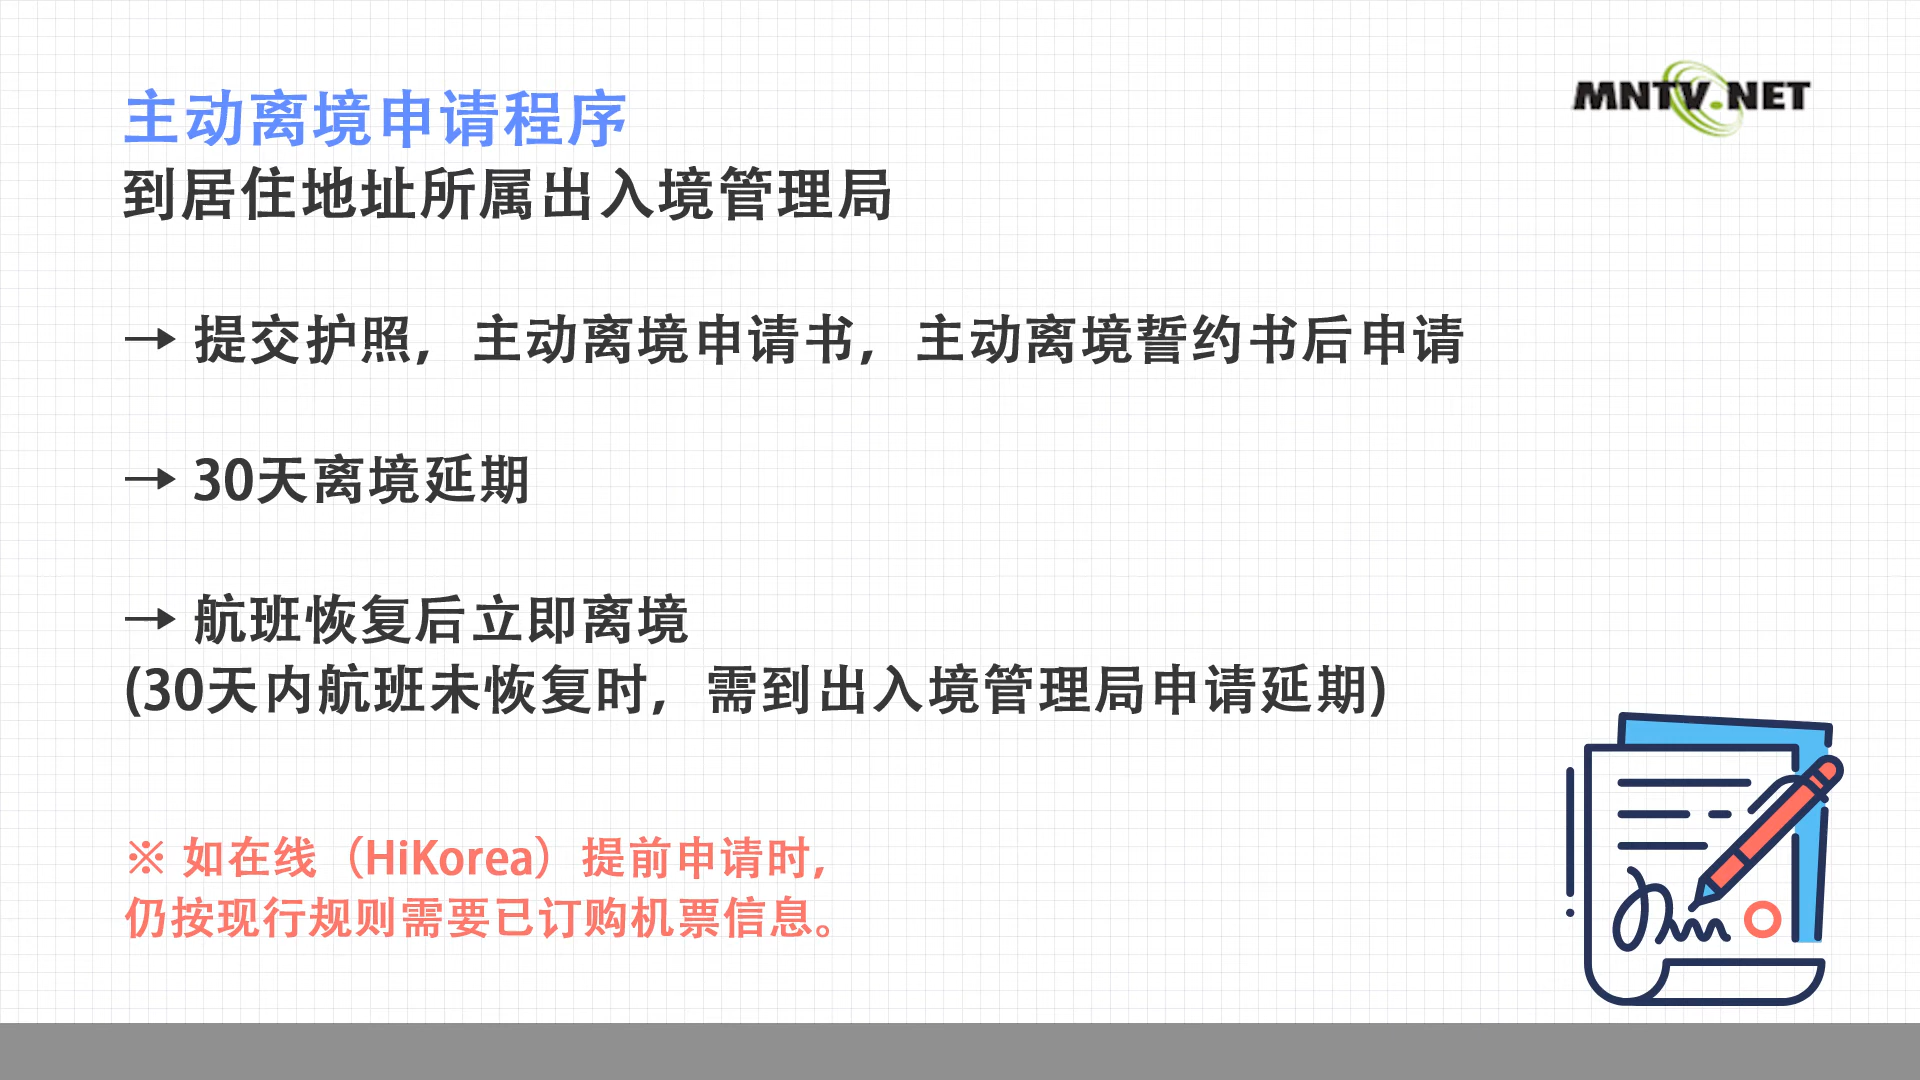 主动离境申请程序
MNTV.NET
到居住地址所属出入境管理局
→ 提交护照，主动离境申请书，主动离境誓约书后申请
→ 30天离境延期
→ 航班恢复后立即离境
(30天内航班未恢复时，需到出入境管理局申请延期)
※ 如在线（HiKorea）提前申请时，
仍按现行规则需要已订购机票信息。